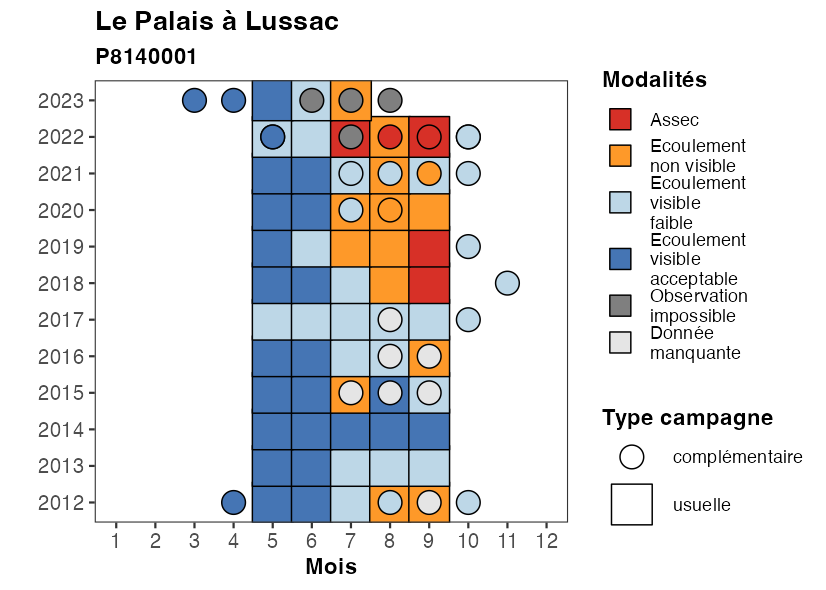 Le Palais à Lussac
P8140001
2023
2022
2021
2020
2019
2018
2017
2016
2015
2014
2013
2012
1 2 3 4 5 6 7 8 9 10 11 12
Mois
Modalités
Assec
Ecoulement
non visible
Ecoulement
visible
faible
Ecoulement
visible
acceptable
Observation
impossible
Donnée
manquante
Type campagne
complémentaire
usuelle